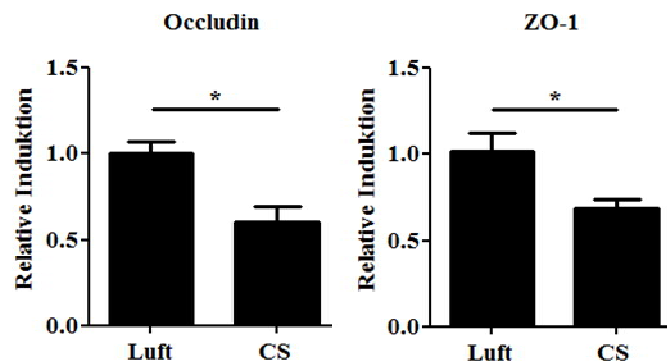 Occludin
Relative Induktion
1.5
1.0
0.5
0.0
*
Luft CS
ZO-1
Relative Induktion
1.5
1.0
0.5
0.0
*
Luft CS